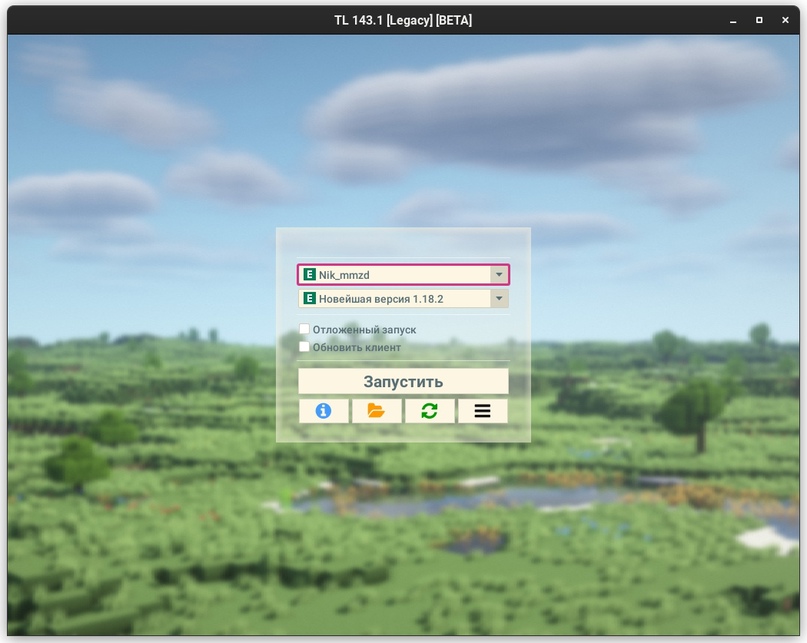 TL 143.1 [Legacy] [BETA]
E Nik_mmzd
E Новейшая версия 1.18.2
Отложенный запуск
Обновить клиент
Запустить